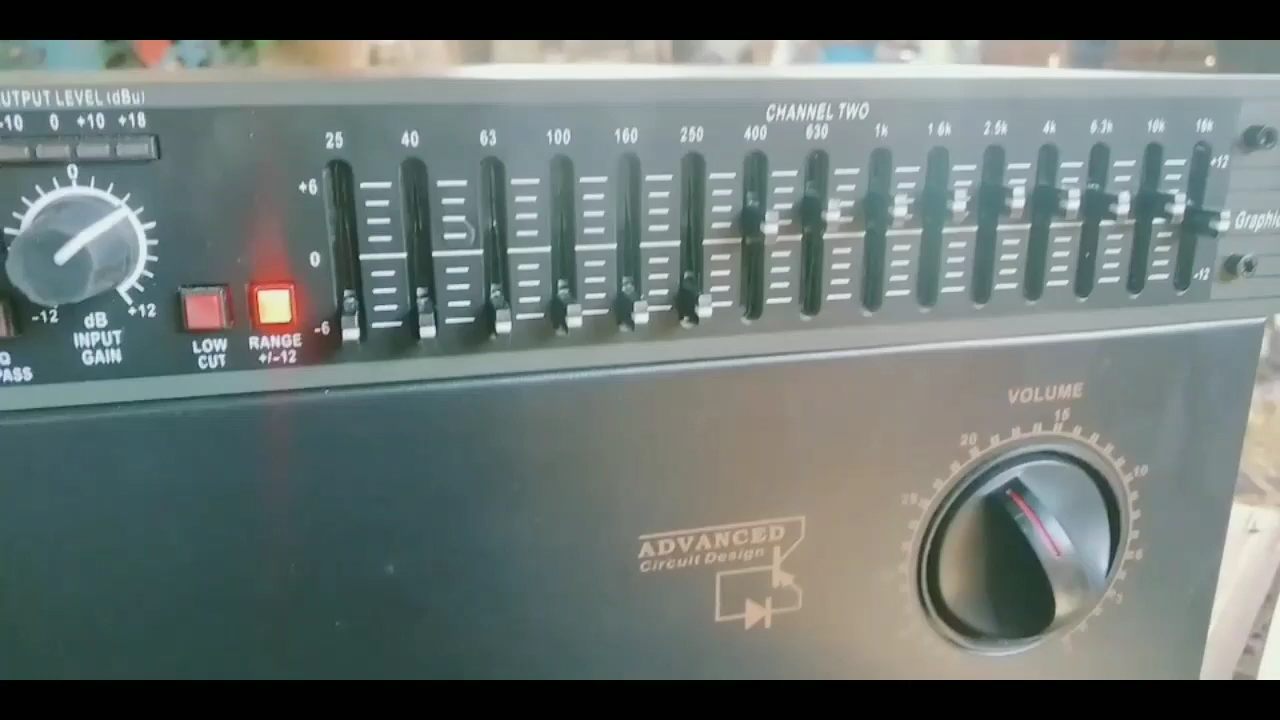 UTPUT LEVEL (dBu)
-10 0 +10 +18
CHANNEL TWO
25 40 63 100 160 250 400 630 1k 1.6k 2.5k 4k 6.3k 10k 16k
+6
0
-6
+12
-12
Graphic
0
-12
+12
dB
INPUT
GAIN
PASS
LOW
CUT
RANGE
+/-12
VOLUME
15
20
10
25
6
ADVANCED
Circuit Design